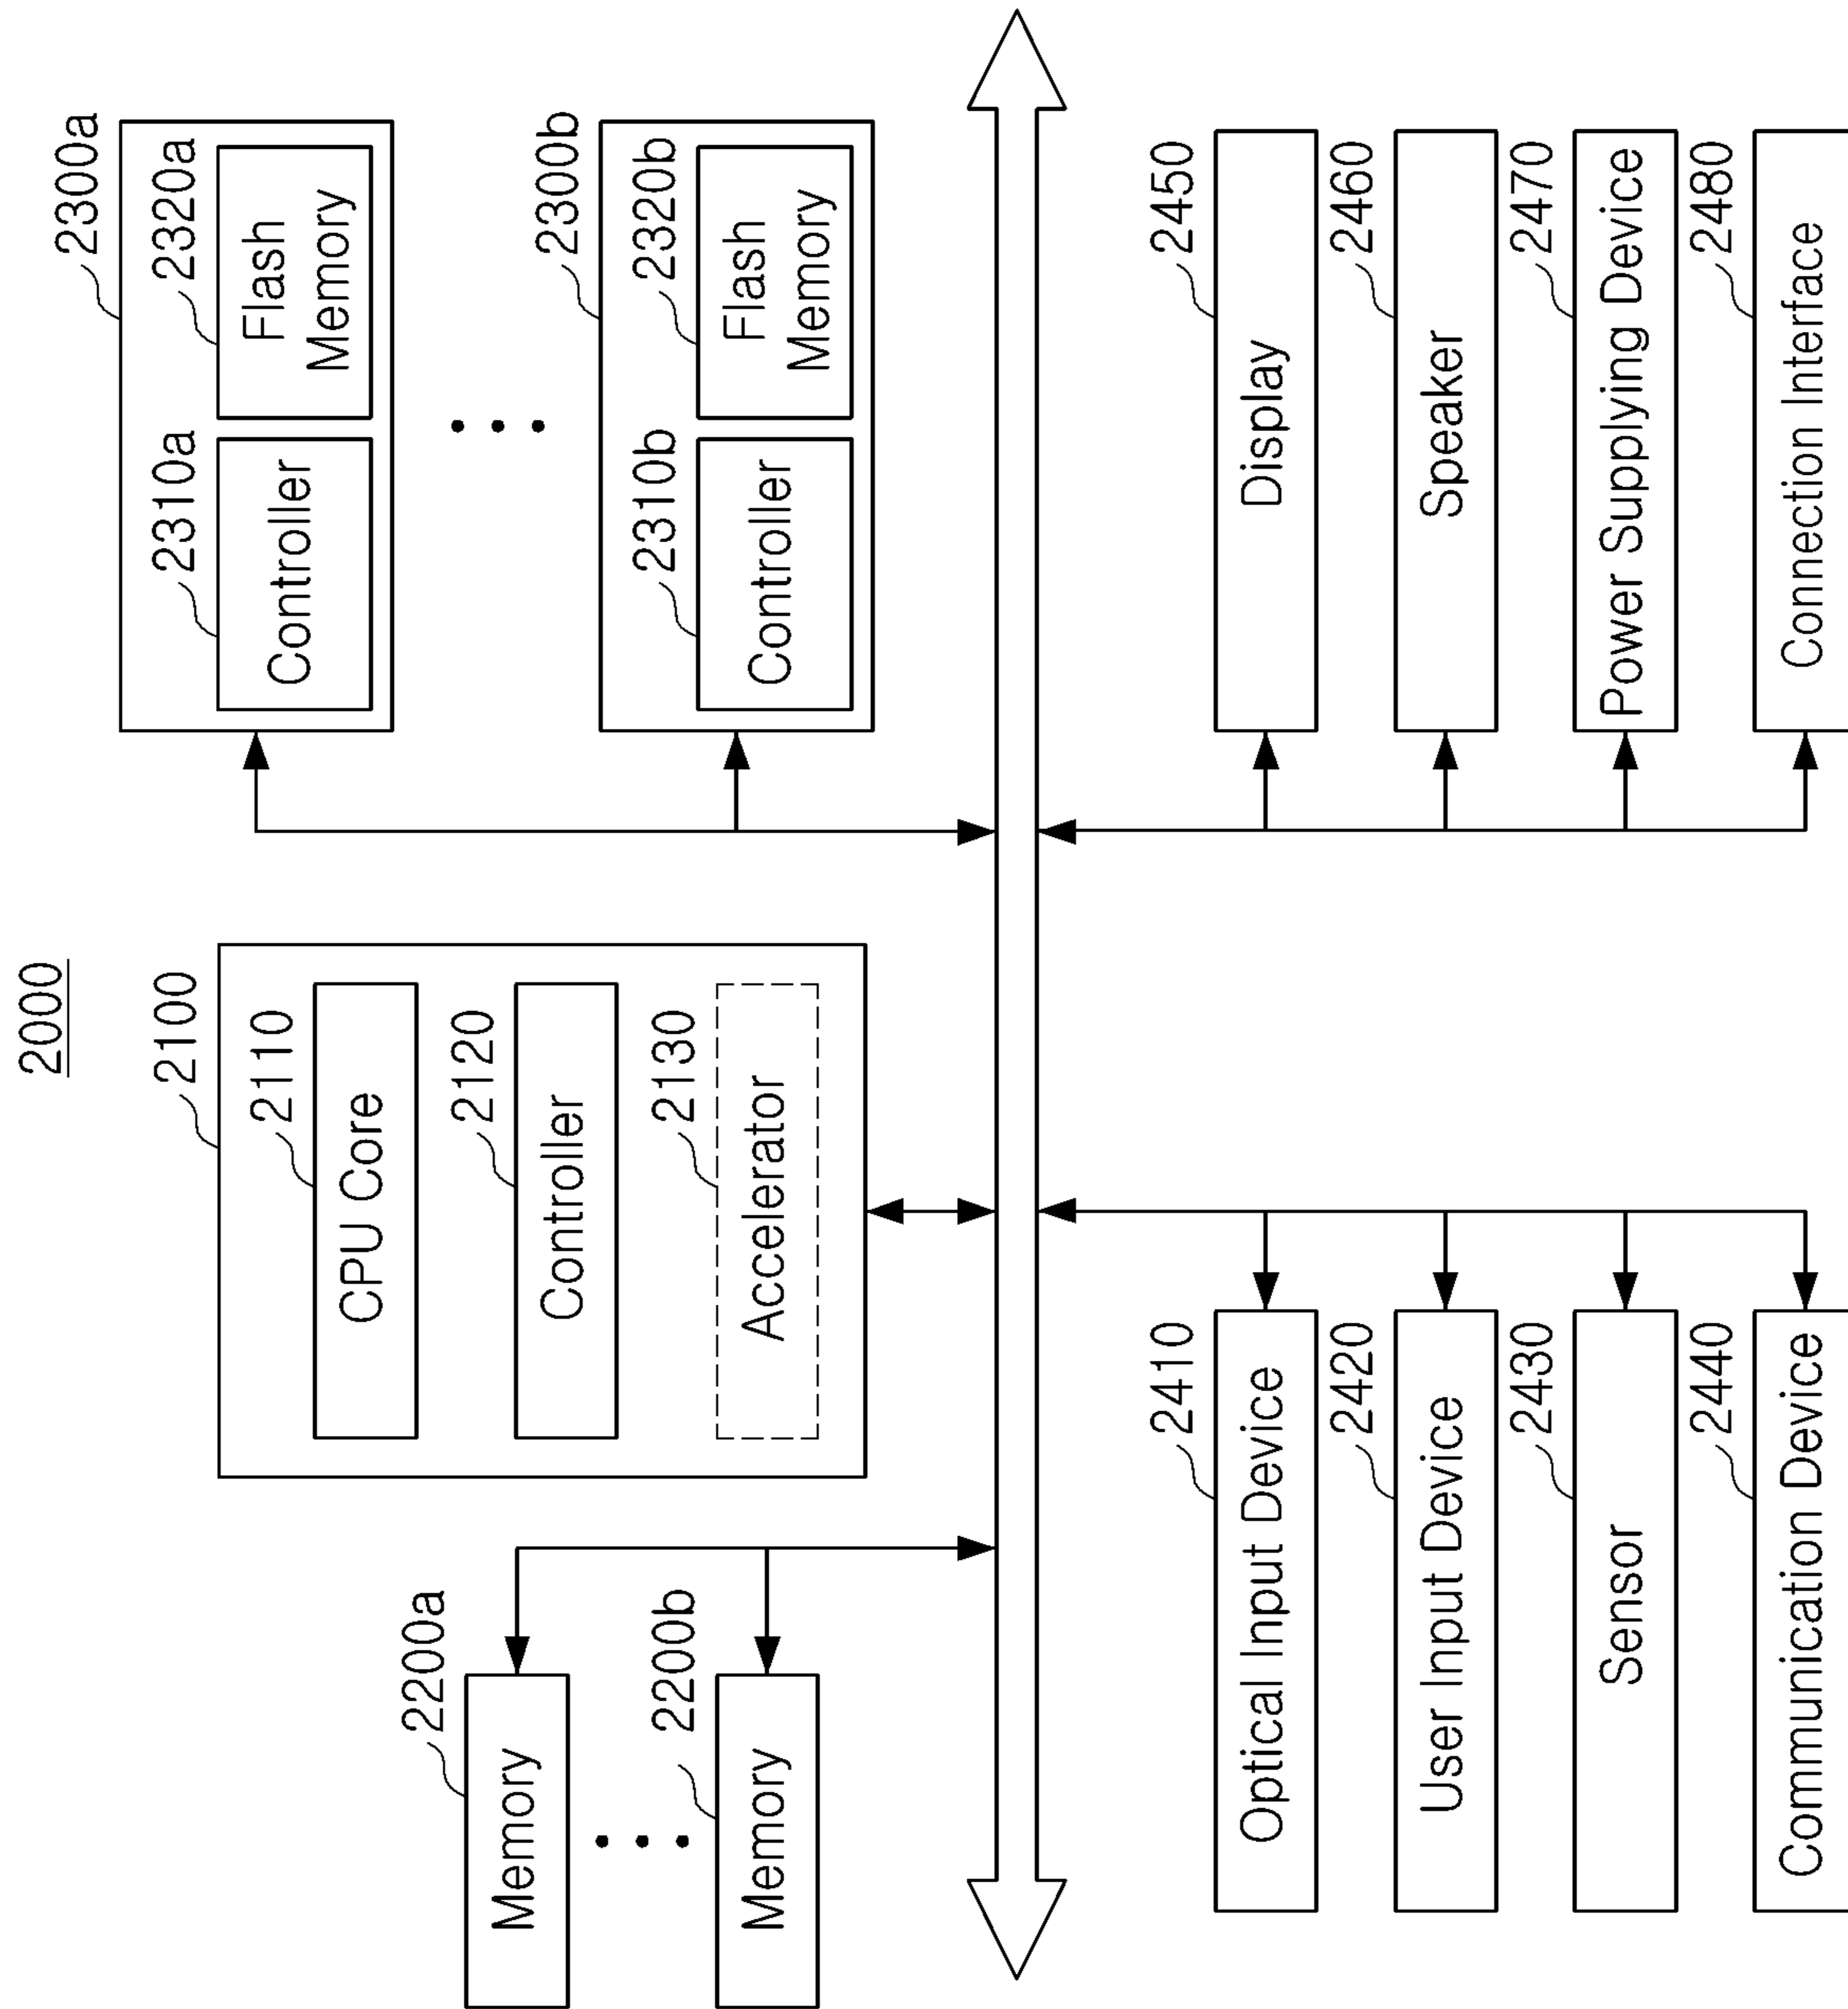 2000
2100
2110
CPU Core
2120
Controller
2130
Accelerator
2200a
Memory
2200b
Memory
2300a
2310a
Controller
2320a
Flash
Memory
2300b
2310b
Controller
2320b
Flash
Memory
2410
Optical Input Device
2420
User Input Device
2430
Sensor
2440
Communication Device
2450
Display
2460
Speaker
2470
Power Supplying Device
2480
Connection Interface